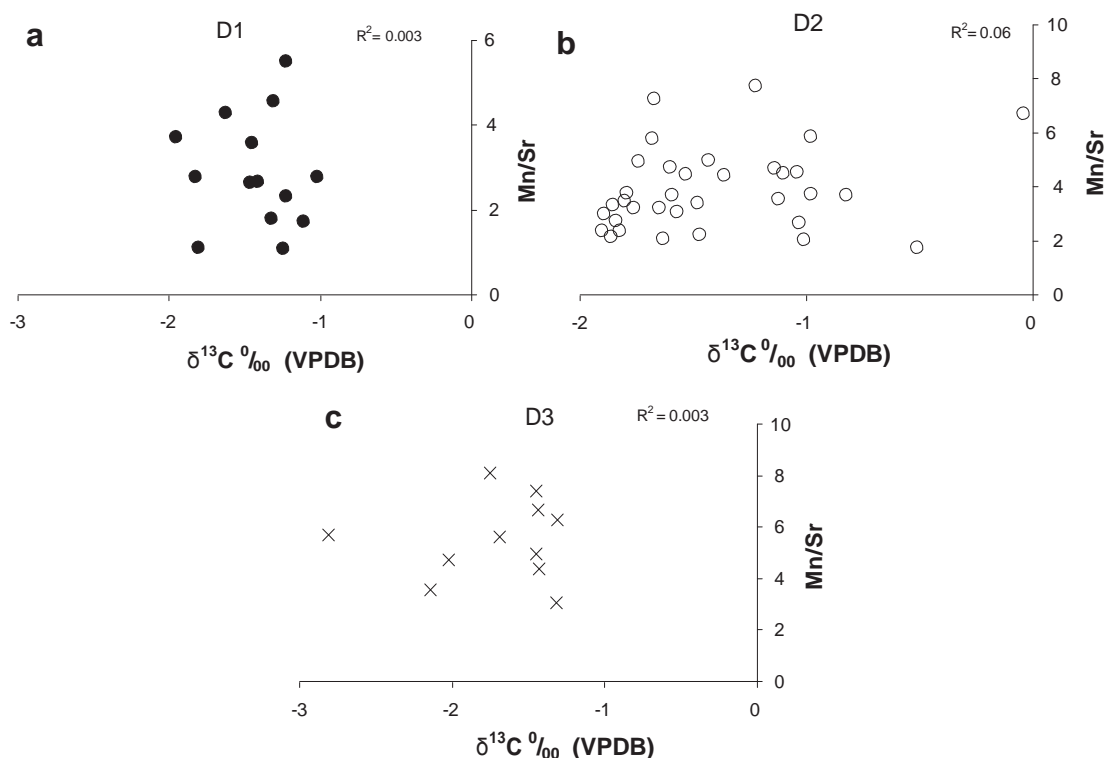 a
D1
R²= 0.003
6
4
2
0
Mn/Sr
-3
-2
-1
0
δ¹³C ⁰/₀₀ (VPDB)
b
D2
R²= 0.06
10
8
6
4
2
0
Mn/Sr
-2
-1
0
δ¹³C ⁰/₀₀ (VPDB)
c
D3
R² = 0.003
10
8
6
4
2
0
Mn/Sr
-3
-2
-1
0
δ¹³C ⁰/₀₀ (VPDB)